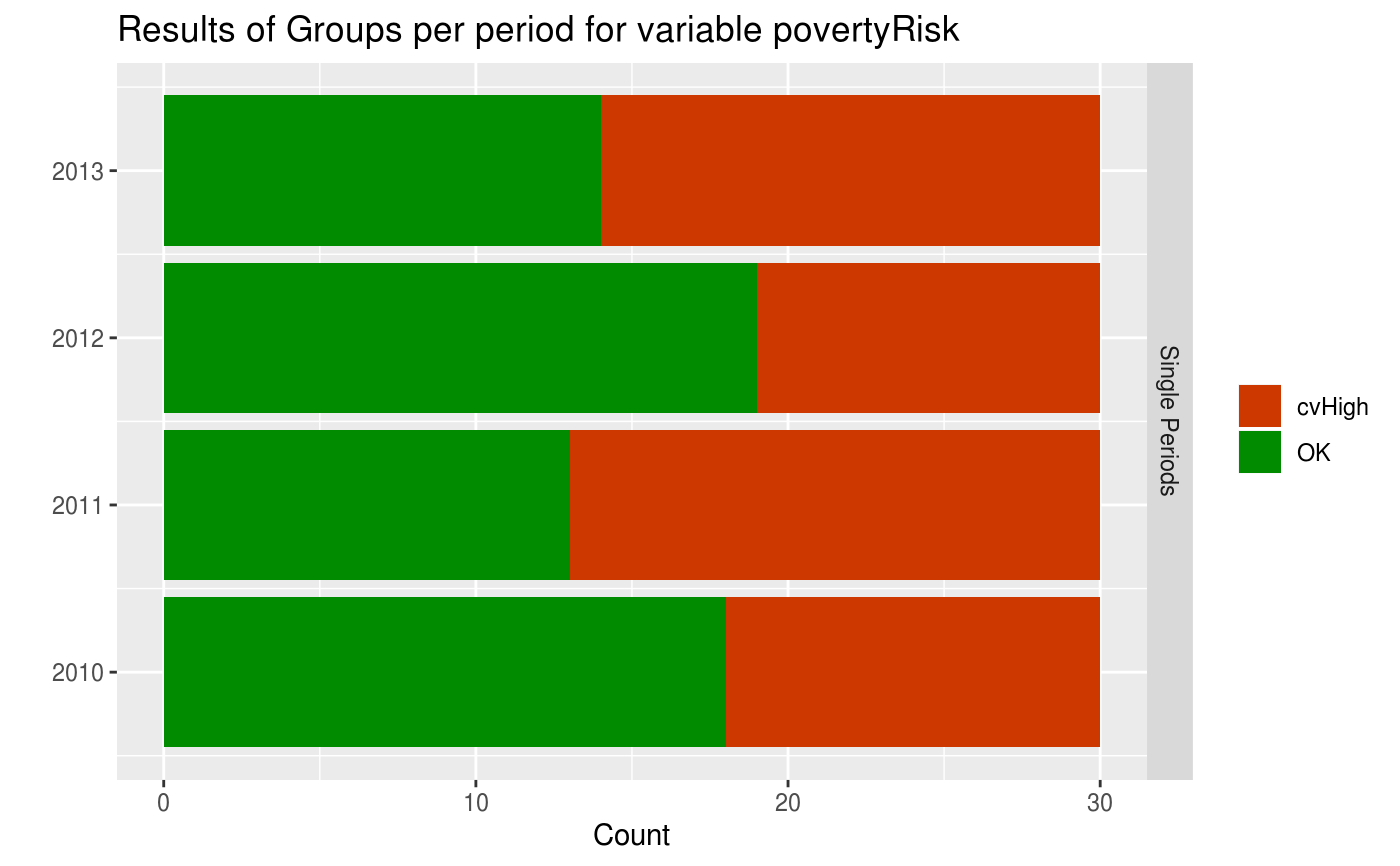 Results of Groups per period for variable povertyRisk
2013
2012
2011
2010
0 10 20 30
Count
Single Periods
cvHigh
OK